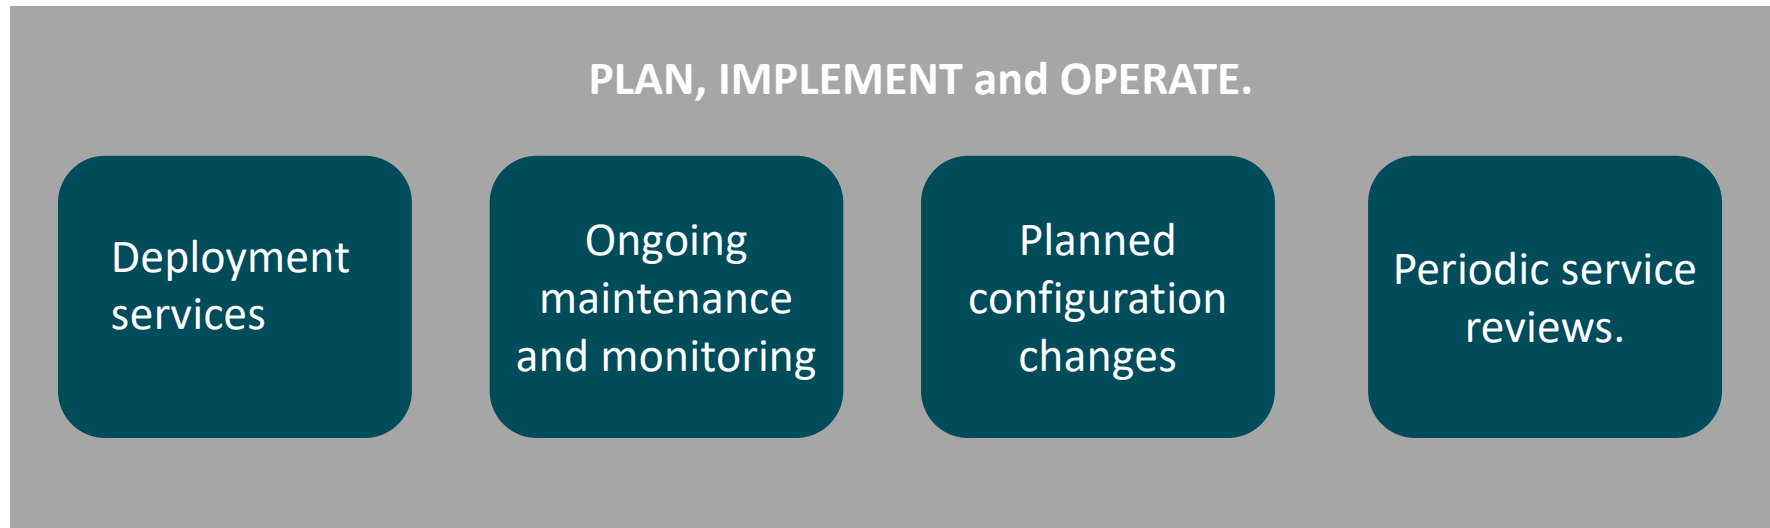 PLAN, IMPLEMENT and OPERATE.
Deployment
services
Ongoing
maintenance
and monitoring
Planned
configuration
changes
Periodic service
reviews.